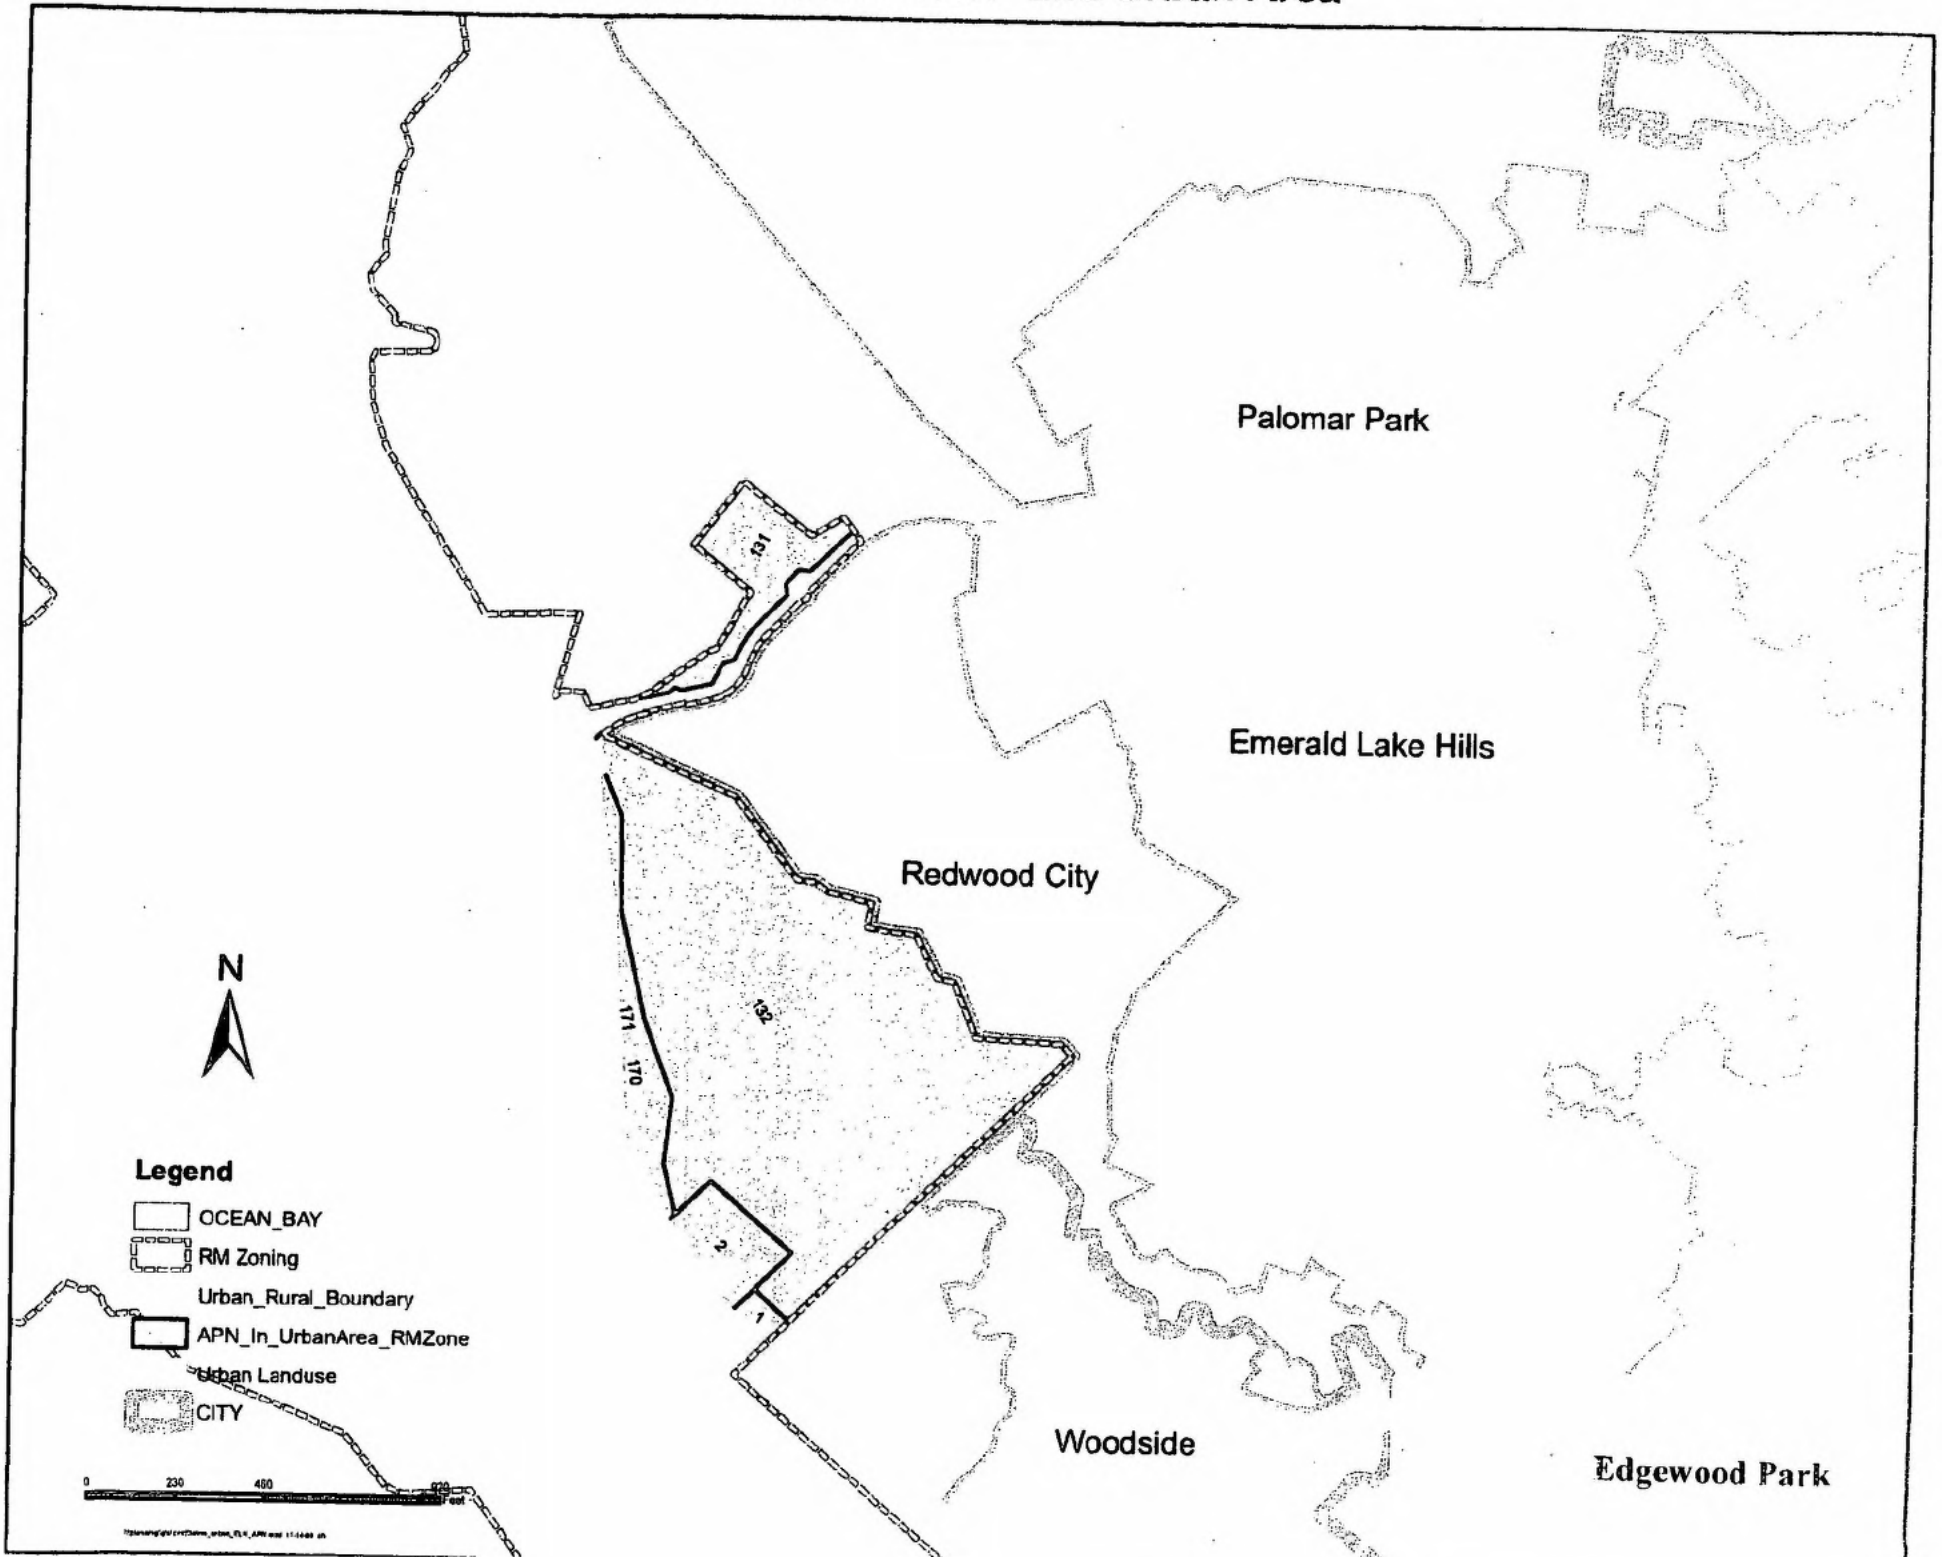 Palomar Park
131
Emerald Lake Hills
Redwood City
N
132
171
170
Legend
OCEAN_BAY
RM Zoning
2
Urban_Rural_Boundary
1
APN_In_UrbanArea_RMZone
Urban Landuse
CITY
Woodside
Edgewood Park
0 230 460 920
Feet